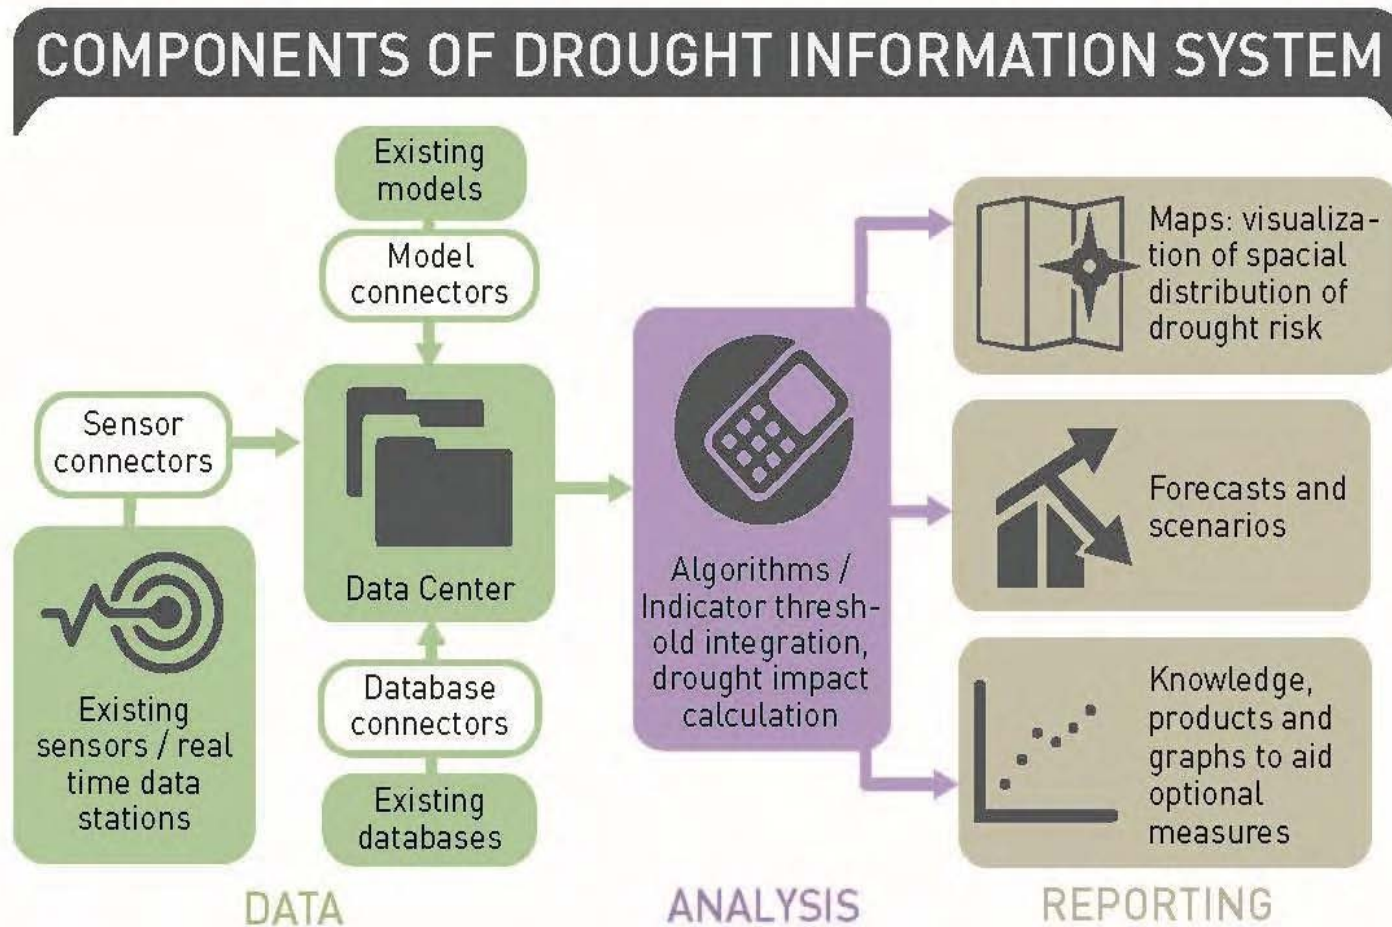 COMPONENTS OF DROUGHT INFORMATION SYSTEM
Existing
models
Model
connectors
Sensor
connectors
Data Center
Existing
sensors / real
time data
stations
Database
connectors
Existing
databases
DATA
Algorithms /
Indicator thresh-
old integration,
drought impact
calculation
ANALYSIS
Maps: visualiza-
tion of spacial
distribution of
drought risk
Forecasts and
scenarios
Knowledge,
products and
graphs to aid
optional
measures
REPORTING